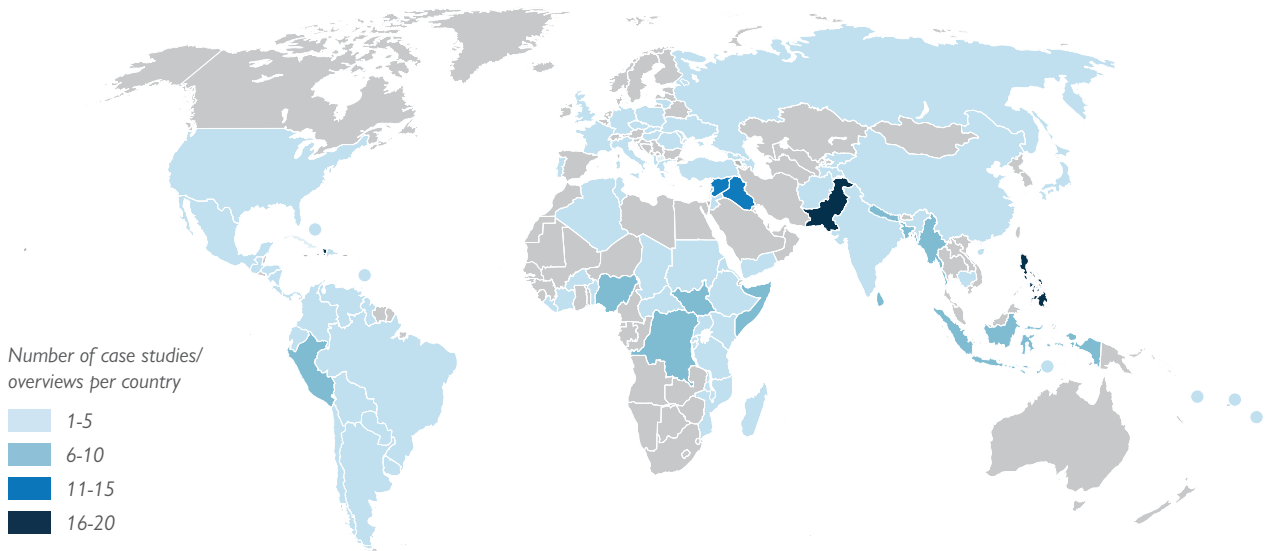 Number of case studies/
overviews per country
1-5
6-10
11-15
16-20